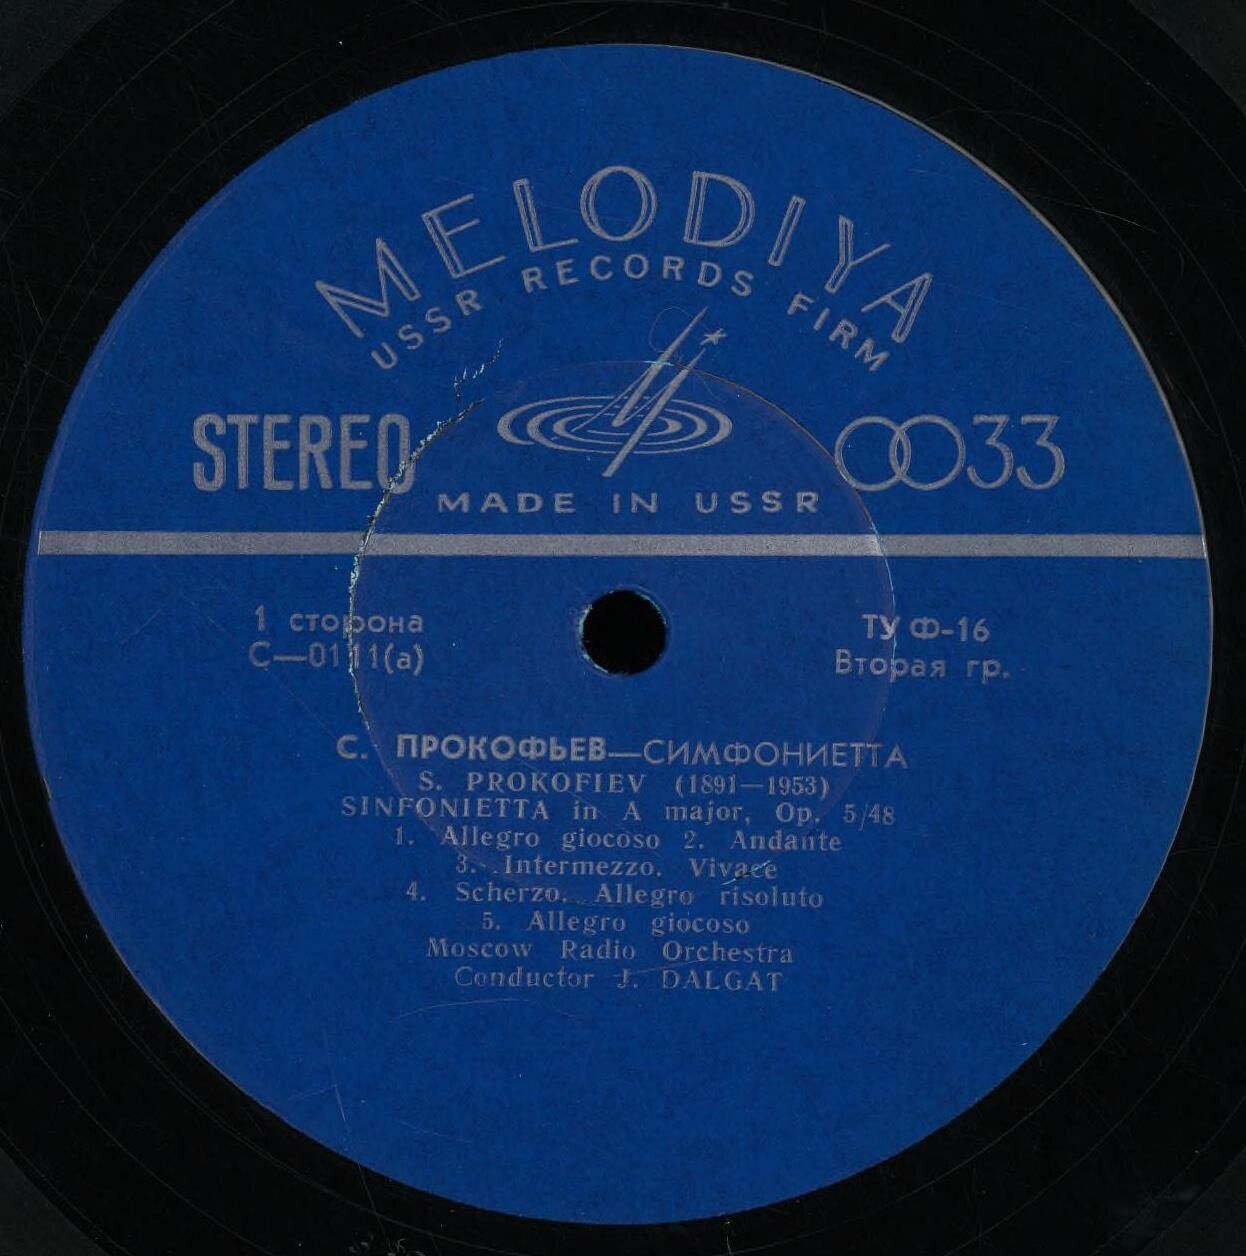 MELODIYA
USSR RECORDS FIRM
STEREO 33
MADE IN USSR
1 сторона
С—0111(а)
ТУ Ф-16
Вторая гр.
С. ПРОКОФЬЕВ—СИМФОНИЕТТА
S. PROKOFIEV (1891—1953)
SINFONIETTA in A major, Op. 5/48
1. Allegro giocoso 2. Andante
3. Intermezzo. Vivace
4. Scherzo. Allegro risoluto
5. Allegro giocoso
Moscow Radio Orchestra
Conductor J. DALGAT